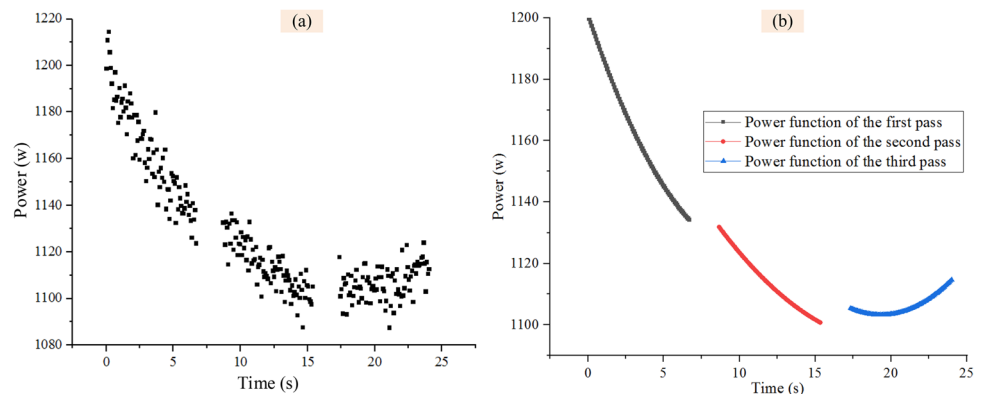 (a)
1220
1200
1180
1160
1140
1120
1100
1080
Power (w)
0 5 10 15 20 25
Time (s)
(b)
1200
1180
1160
1140
1120
1100
Power (w)
Power function of the first pass
Power function of the second pass
Power function of the third pass
0 5 10 15 20 25
Time (s)